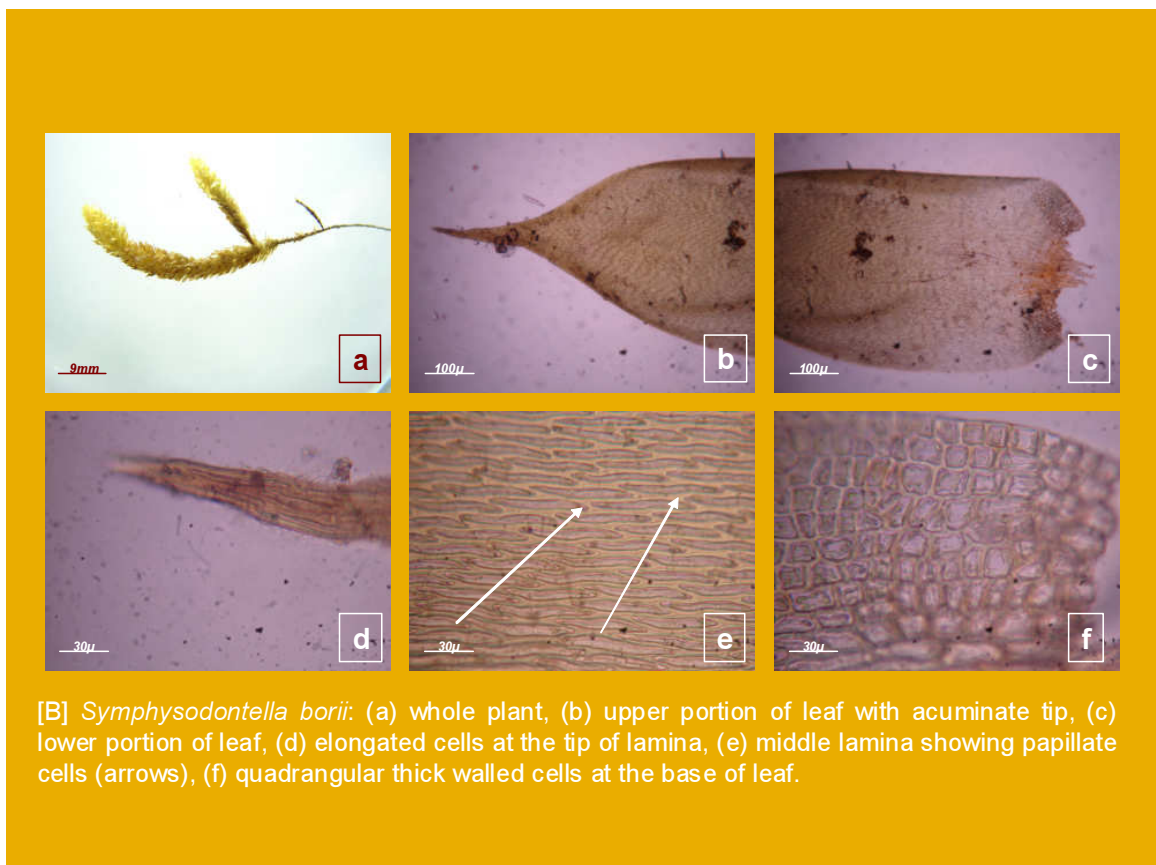 a
9mm
b
100µ
c
100µ
d
30µ
e
30µ
f
30µ
[B] Symphysodontella borii: (a) whole plant, (b) upper portion of leaf with acuminate tip, (c)
lower portion of leaf, (d) elongated cells at the tip of lamina, (e) middle lamina showing papillate
cells (arrows), (f) quadrangular thick walled cells at the base of leaf.